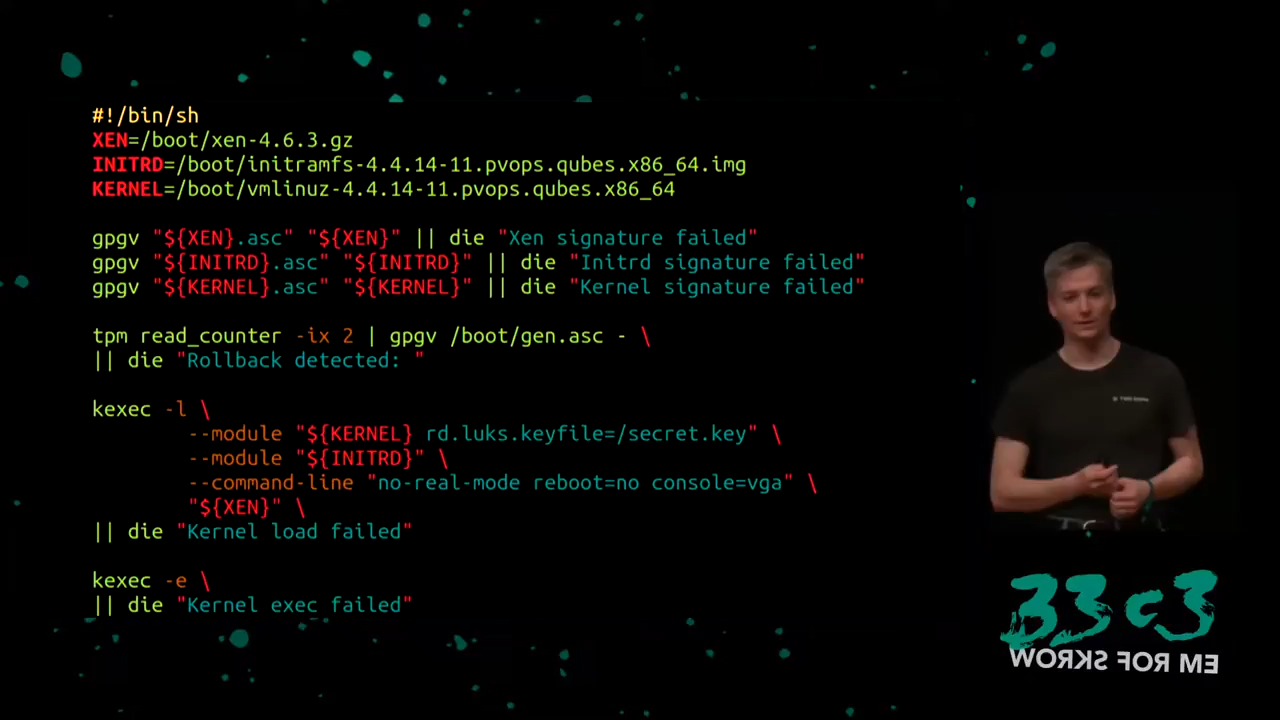 #!/bin/sh
XEN=/boot/xen-4.6.3.gz
INITRD=/boot/initramfs-4.4.14-11.pvops.qubes.x86_64.img
KERNEL=/boot/vmlinuz-4.4.14-11.pvops.qubes.x86_64
gpgv "${XEN}.asc" "${XEN}" || die "Xen signature failed"
gpgv "${INITRD}.asc" "${INITRD}" || die "Initrd signature failed"
gpgv "${KERNEL}.asc" "${KERNEL}" || die "Kernel signature failed"
tpm read_counter -ix 2 | gpgv /boot/gen.asc - \
|| die "Rollback detected: "
kexec -l \
--module "${KERNEL} rd.luks.keyfile=/secret.key" \
--module "${INITRD}" \
--command-line "no-real-mode reboot=no console=vga" \
"${XEN}" \
|| die "Kernel load failed"
kexec -e \
|| die "Kernel exec failed"
33c3
WORKS FOR ME